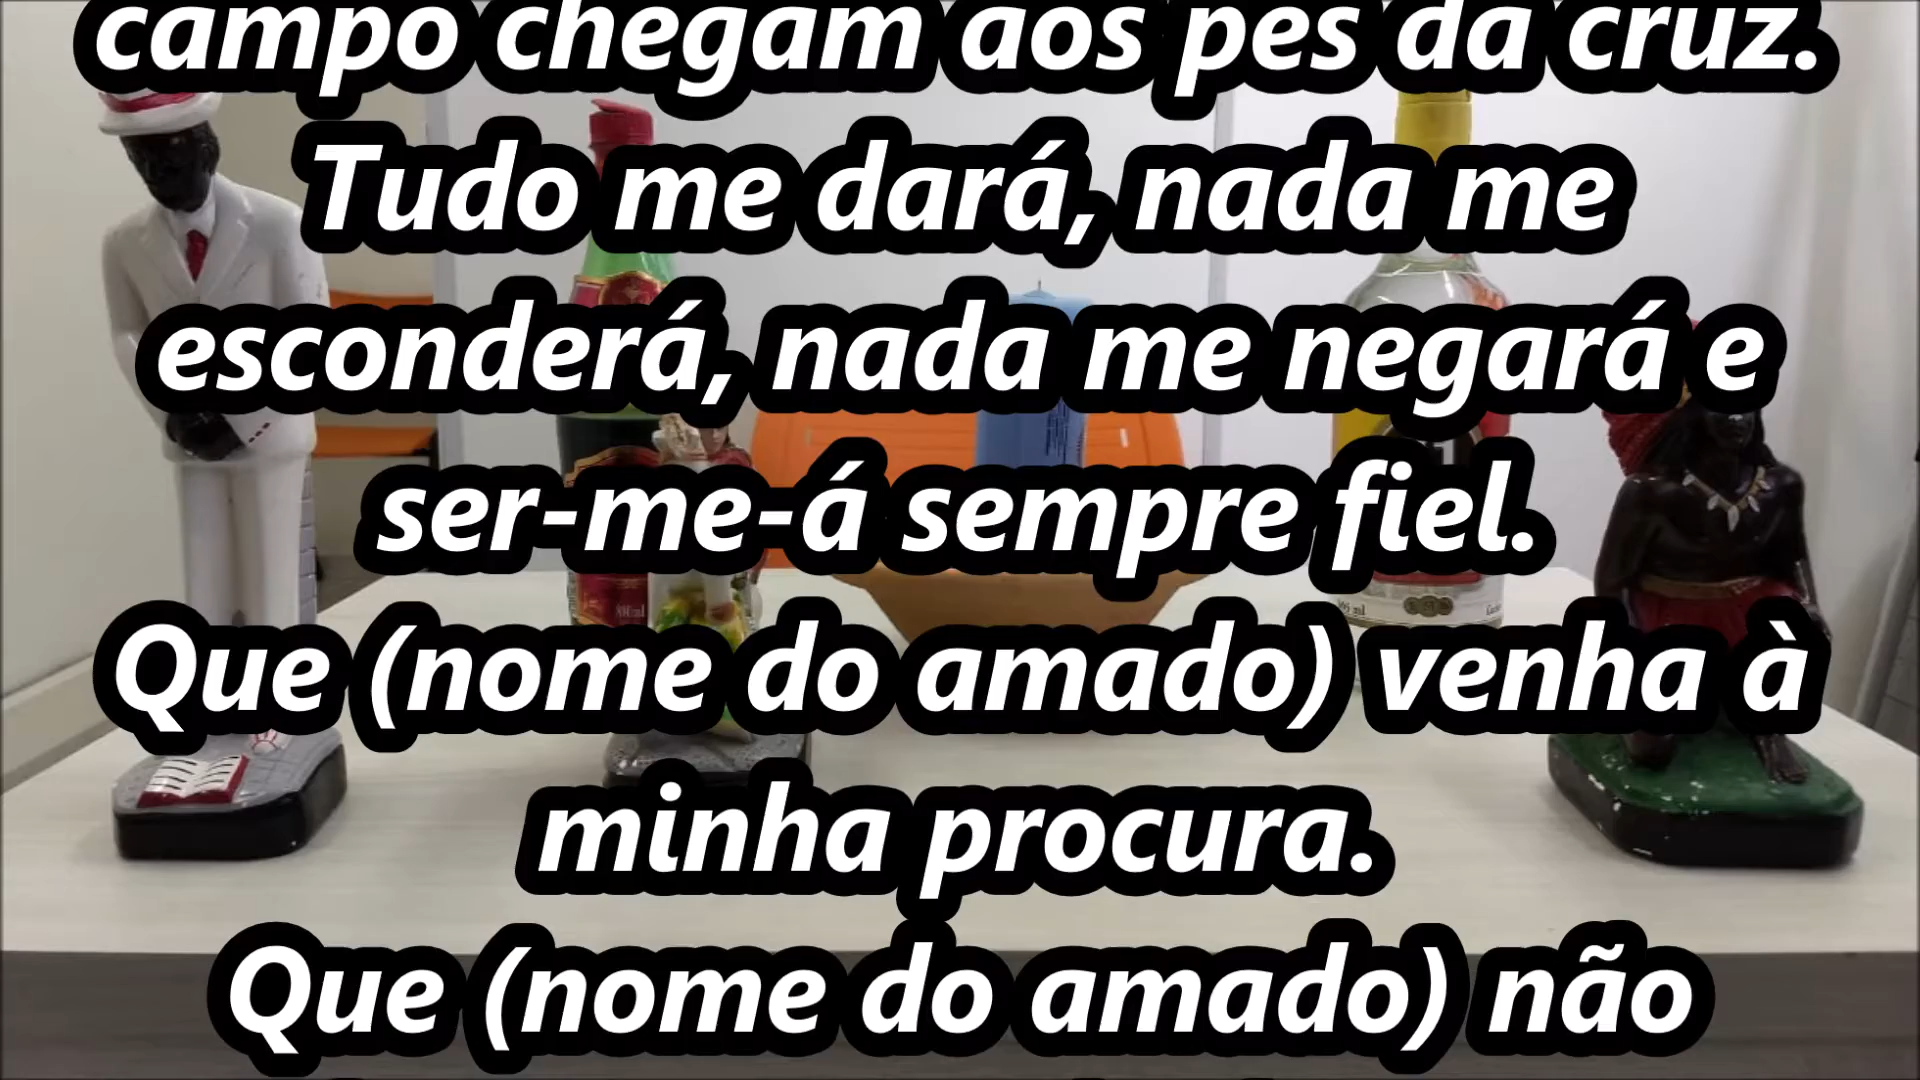 campo chegam aos pés da cruz.
Tudo me dará, nada me
esconderá, nada me negará e
ser-me-á sempre fiel.
Que (nome do amado) venha à
minha procura.
Que (nome do amado) não